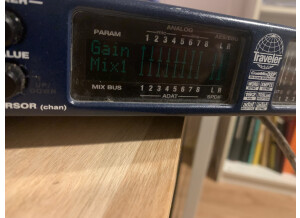 PARAM
ANALOG
1 2 3 4 5 6 7 8
L R
Gain
Mix1
ALUE
RSOR (chan)
MIX BUS
1 2 3 4 5 6 7 8
L R
ADAT
SPDIF
Traveler